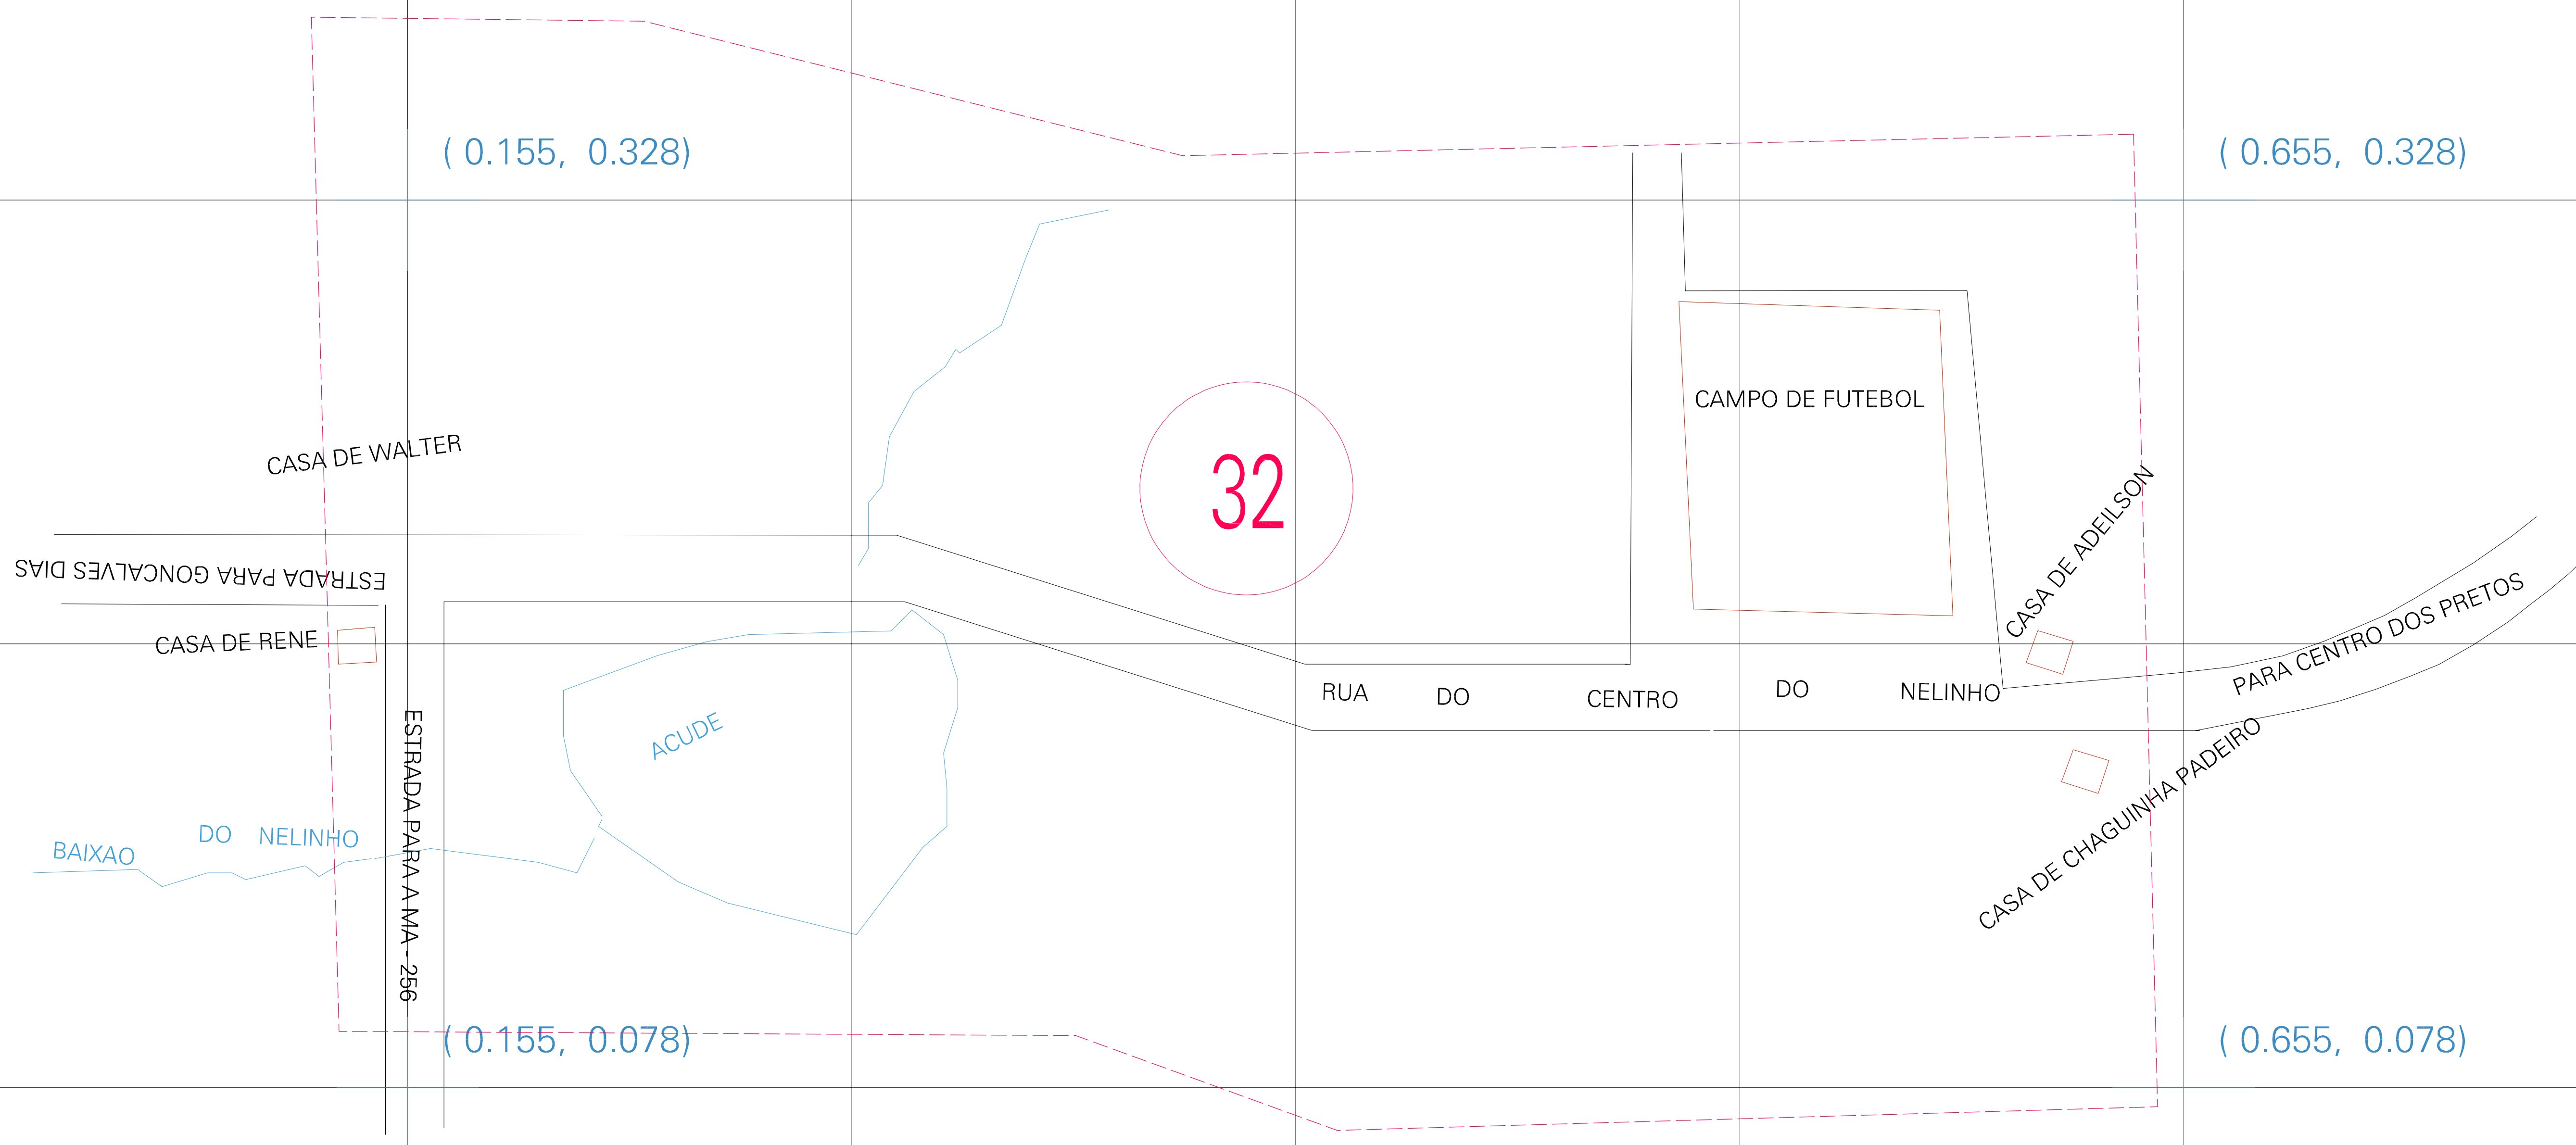 ( 0.155, 0.328)
( 0.655, 0.328)
CAMPO DE FUTEBOL
CASA DE WALTER
32
CASA DE ADEILSON
ESTRADA PARA GONCALVES DIAS
CASA DE RENE
PARA CENTRO DOS PRETOS
RUA DO CENTRO DO NELINHO
ACUDE
ESTRADA PARA A MA - 256
CASA DE CHAGUINHA PADEIRO
BAIXAO DO NELINHO
( 0.155, 0.078)
( 0.655, 0.078)